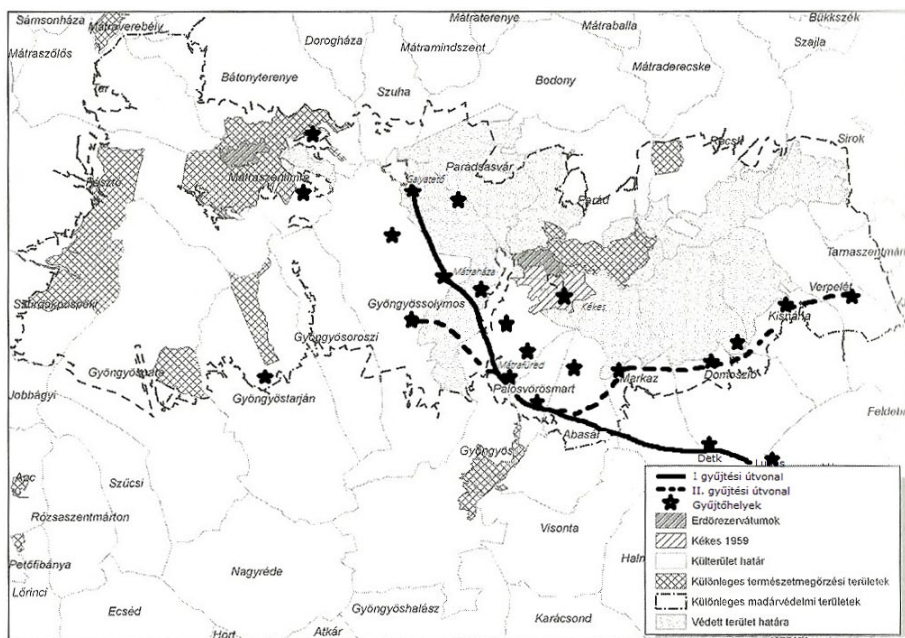 Sámsonháza
Mátraverebély
Mátraterenye
Mátraballa
Bükkszék
Dorogháza
Mátraszőlős
Mátramindszent
Szajla
Mátraderecske
Bátonyterenye
Bodony
Szuha
Recsk
Sirok
Parádsasvár
Pásztó
Mátraszentimre
Galyatető
Parád
Tarnaszentmária
Mátraháza
Verpelét
Szurdokpüspöki
Gyöngyössolymos
Kékes
Kisnána
Gyöngyösoroszi
Gyöngyöspata
Mátrafüred
Markaz
Domoszló
Gyöngyöstarján
Pélosvörösmart
Jobbágyi
Abasár
Gyöngyös
Detk
Apc
Szűcsi
Rózsaszentmárton
Visonta
Petőfibánya
Nagyréde
Lőrinci
Gyöngyöshalász
Ecséd
Karácsond
Hort
Atkár
I gyűjtési útvonal
II. gyűjtési útvonal
Gyűjtőhelyek
Erdőrezervátumok
Kékes 1959
Külterület határ
Különleges természetmegőrzési területek
Különleges madárvédelmi területek
Védett terület határa